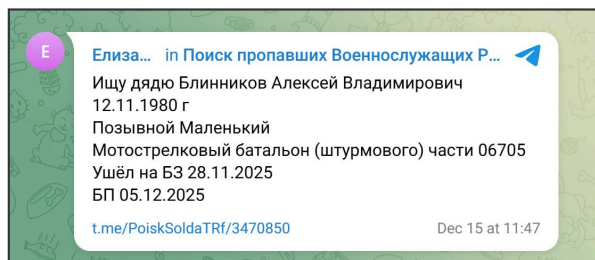 E
Елиза... in Поиск пропавших Военнослужащих Р...
Ищу дядю Блинников Алексей Владимирович
12.11.1980 г
Позывной Маленький
Мотострелковый батальон (штурмового) части 06705
Ушёл на БЗ 28.11.2025
БП 05.12.2025
t.me/PoiskSoldaTRf/3470850 Dec 15 at 11:47